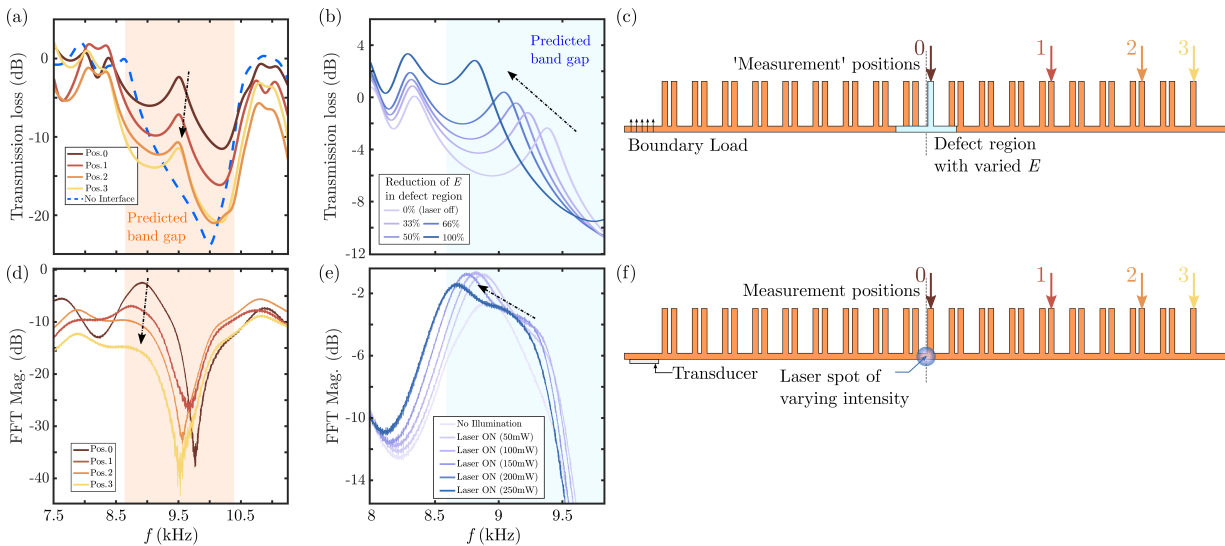 (a)
Transmission loss (dB)
0
-10
-20
Pos.0
Pos.1
Pos.2
Pos.3
No Interface
Predicted
band gap
(b)
Transmission loss (dB)
4
0
-4
-8
-12
Predicted
band gap
Reduction of E
in defect region
0% (laser off)
33%
66%
50%
100%
(c)
'Measurement' positions
0
1
2
3
Boundary Load
Defect region
with varied E
(d)
FFT Mag. (dB)
0
-10
-20
-30
-40
Pos.0
Pos.1
Pos.2
Pos.3
7.5
8.5
9.5
10.5
f (kHz)
(e)
FFT Mag. (dB)
-2
-6
-10
-14
No Illumination
Laser ON (50mW)
Laser ON (100mW)
Laser ON (150mW)
Laser ON (200mW)
Laser ON (250mW)
8
8.5
9
9.5
f (kHz)
(f)
Measurement positions
0
1
2
3
Transducer
Laser spot of
varying intensity